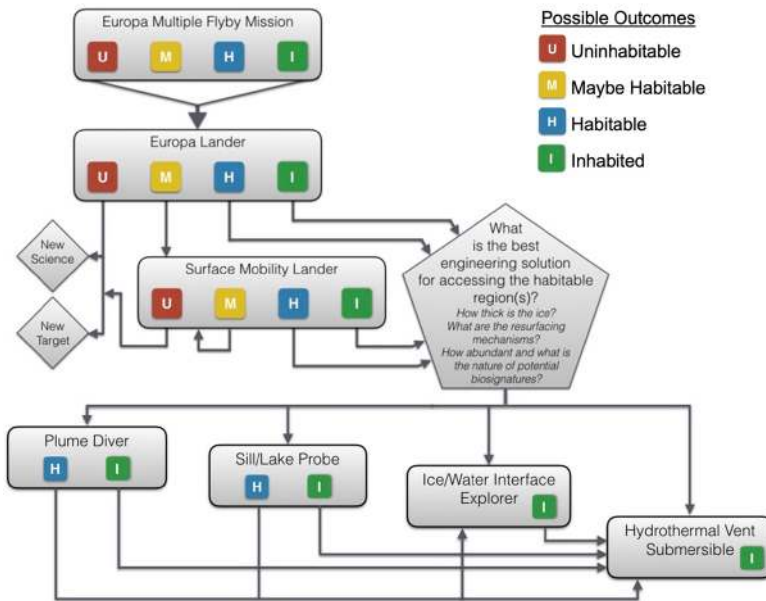 Europa Multiple Flyby Mission
U M H I
Possible Outcomes
U Uninhabitable
M Maybe Habitable
H Habitable
I Inhabited
Europa Lander
U M H I
New
Science
New
Target
Surface Mobility Lander
U M H I
What
is the best
engineering solution
for accessing the habitable
region(s)?
How thick is the ice?
What are the resurfacing
mechanisms?
How abundant and what is
the nature of potential
biosignatures?
Plume Diver
H I
Sill/Lake Probe
H I
Ice/Water Interface
Explorer
I
Hydrothermal Vent
Submersible
I